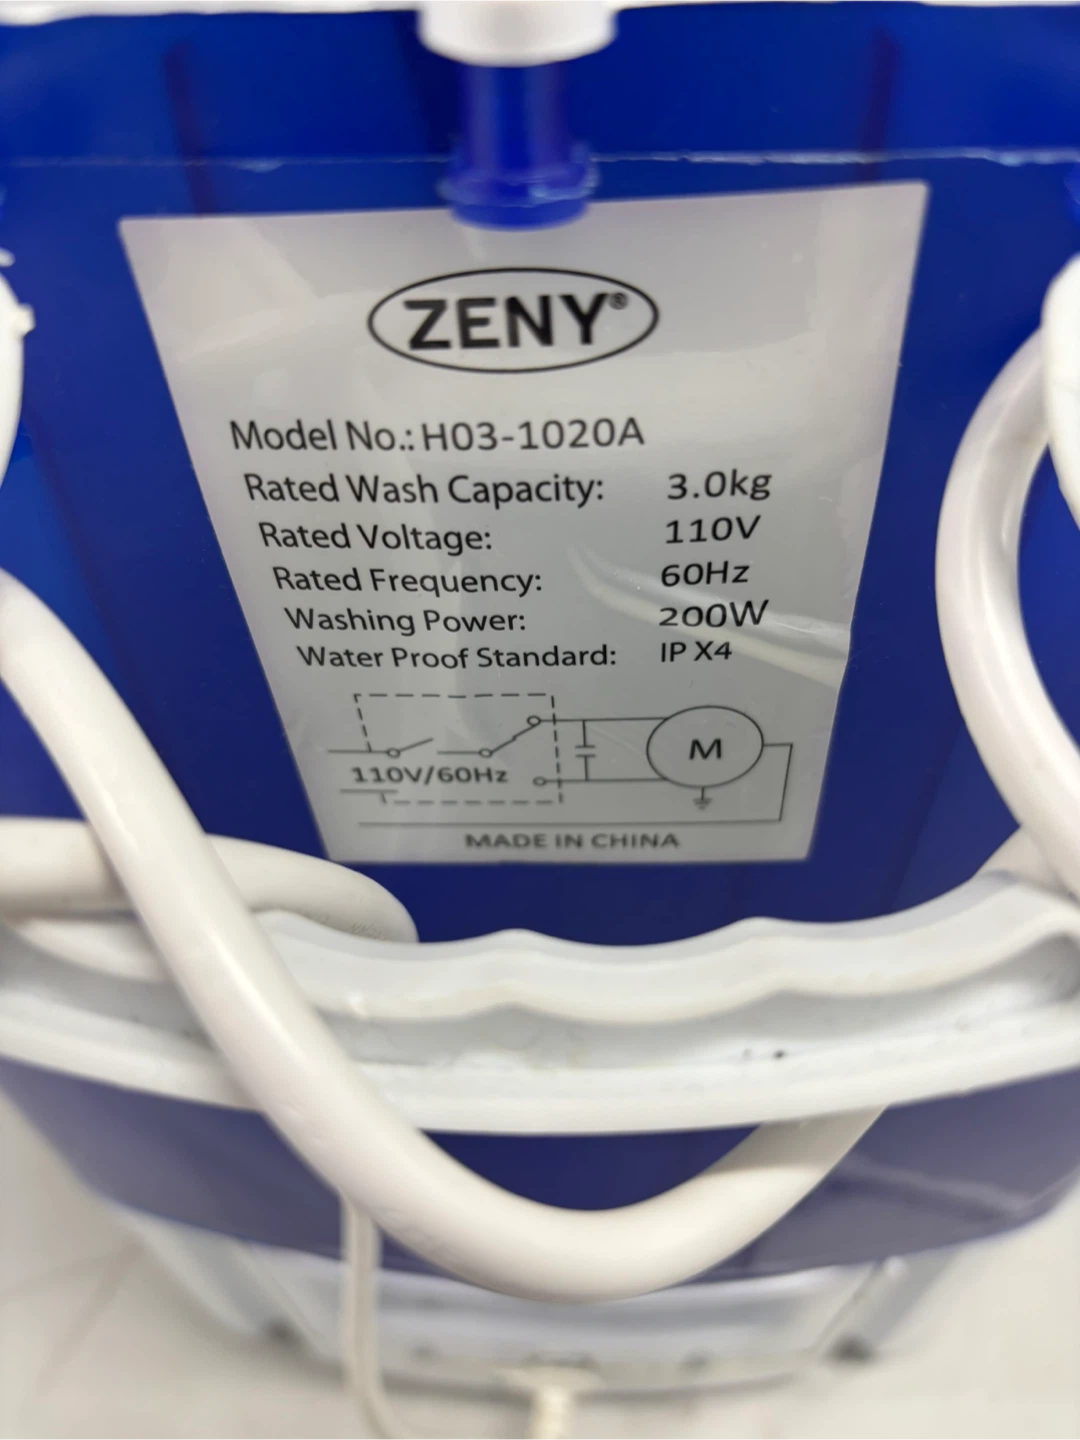 ZENY®
Model No.: H03-1020A
Rated Wash Capacity: 3.0kg
Rated Voltage: 110V
Rated Frequency: 60Hz
Washing Power: 200W
Water Proof Standard: IP X4
M
110V/60Hz
MADE IN CHINA